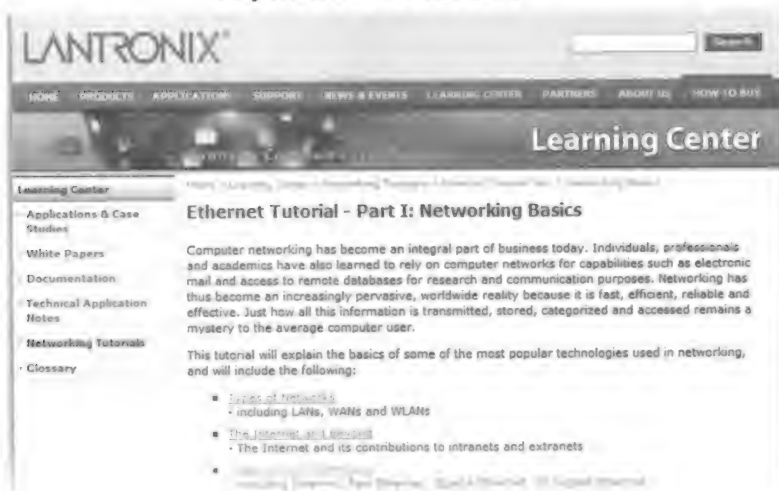 LANTRONIX®
Search
HOME PRODUCTS APPLICATIONS SUPPORT NEWS & EVENTS LEARNING CENTER PARTNERS ABOUT US HOW TO BUY
Learning Center
Learning Center
Applications & Case
Studies
White Papers
Documentation
Technical Application
Notes
Networking Tutorials
Glossary
Ethernet Tutorial - Part I: Networking Basics
Computer networking has become an integral part of business today. Individuals, professionals
and academics have also learned to rely on computer networks for capabilities such as electronic
mail and access to remote databases for research and communication purposes. Networking has
thus become an increasingly pervasive, worldwide reality because it is fast, efficient, reliable and
effective. Just how all this information is transmitted, stored, categorized and accessed remains a
mystery to the average computer user.
This tutorial will explain the basics of some of the most popular technologies used in networking,
and will include the following:
Types of Networks
- including LANs, WANs and WLANs
The Internet and Beyond
- The Internet and its contributions to intranets and extranets